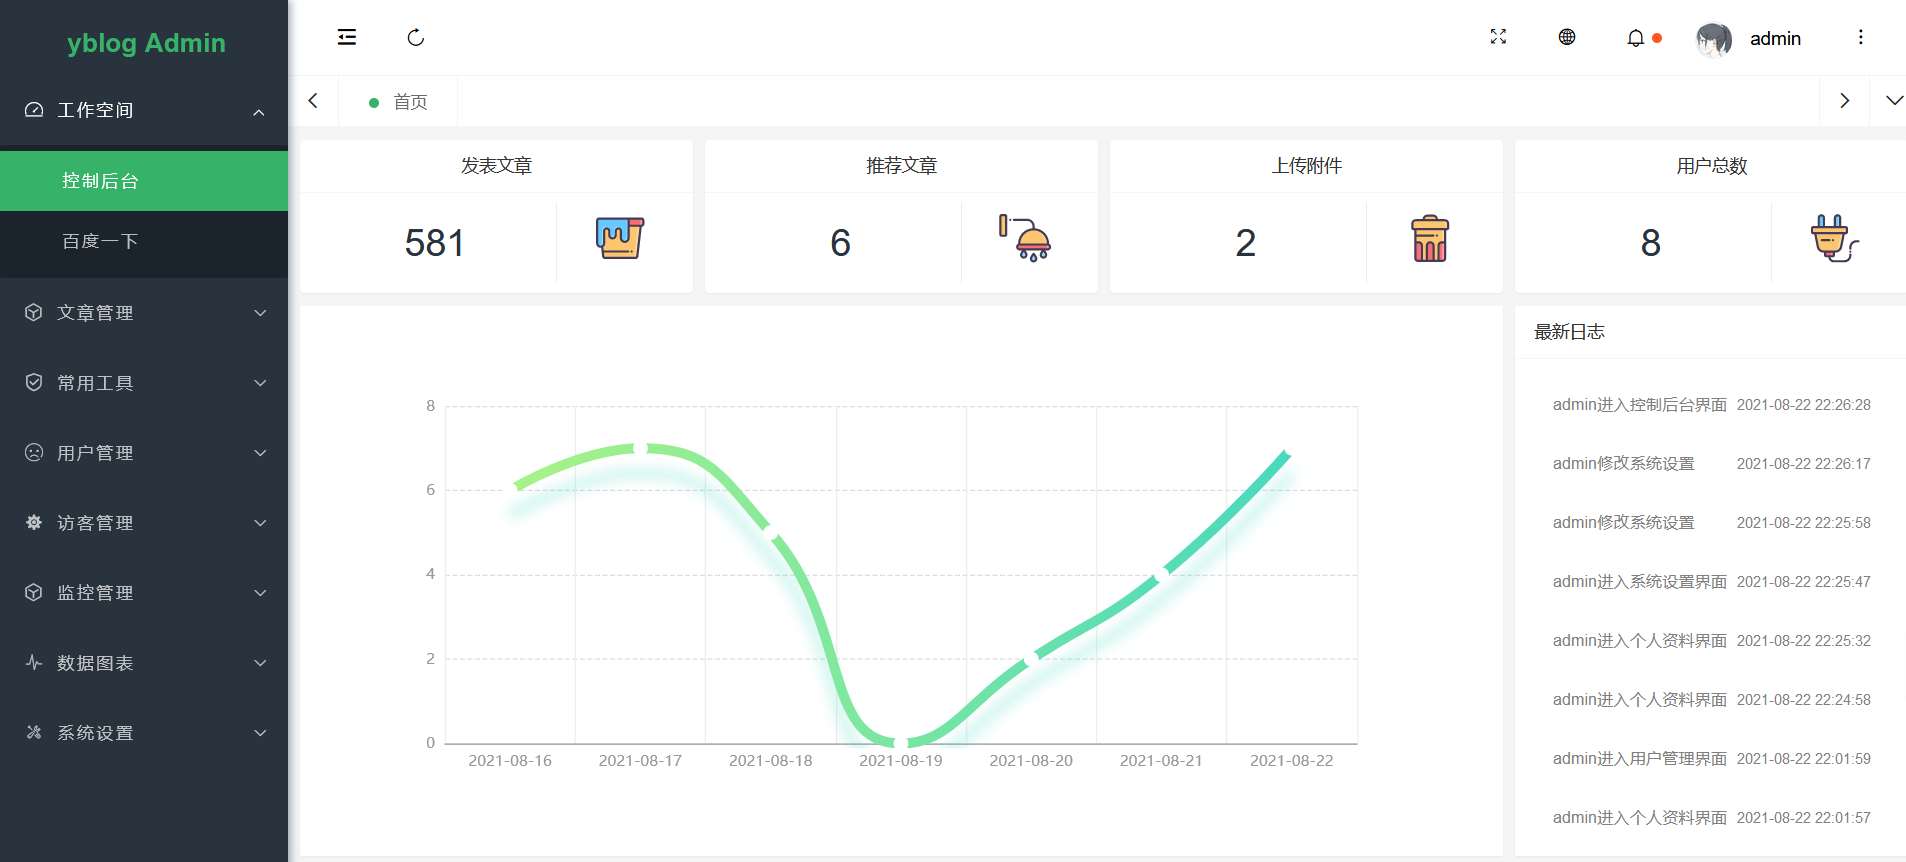 yblog Admin
工作空间
控制后台
百度一下
文章管理
常用工具
用户管理
访客管理
监控管理
数据图表
系统设置
admin
首页
发表文章
581
推荐文章
6
上传附件
2
用户总数
8
8
6
4
2
0
2021-08-16 2021-08-17 2021-08-18 2021-08-19 2021-08-20 2021-08-21 2021-08-22
最新日志
admin进入控制后台界面 2021-08-22 22:26:28
admin修改系统设置 2021-08-22 22:26:17
admin修改系统设置 2021-08-22 22:25:58
admin进入系统设置界面 2021-08-22 22:25:47
admin进入个人资料界面 2021-08-22 22:25:32
admin进入个人资料界面 2021-08-22 22:24:58
admin进入用户管理界面 2021-08-22 22:01:59
admin进入个人资料界面 2021-08-22 22:01:57